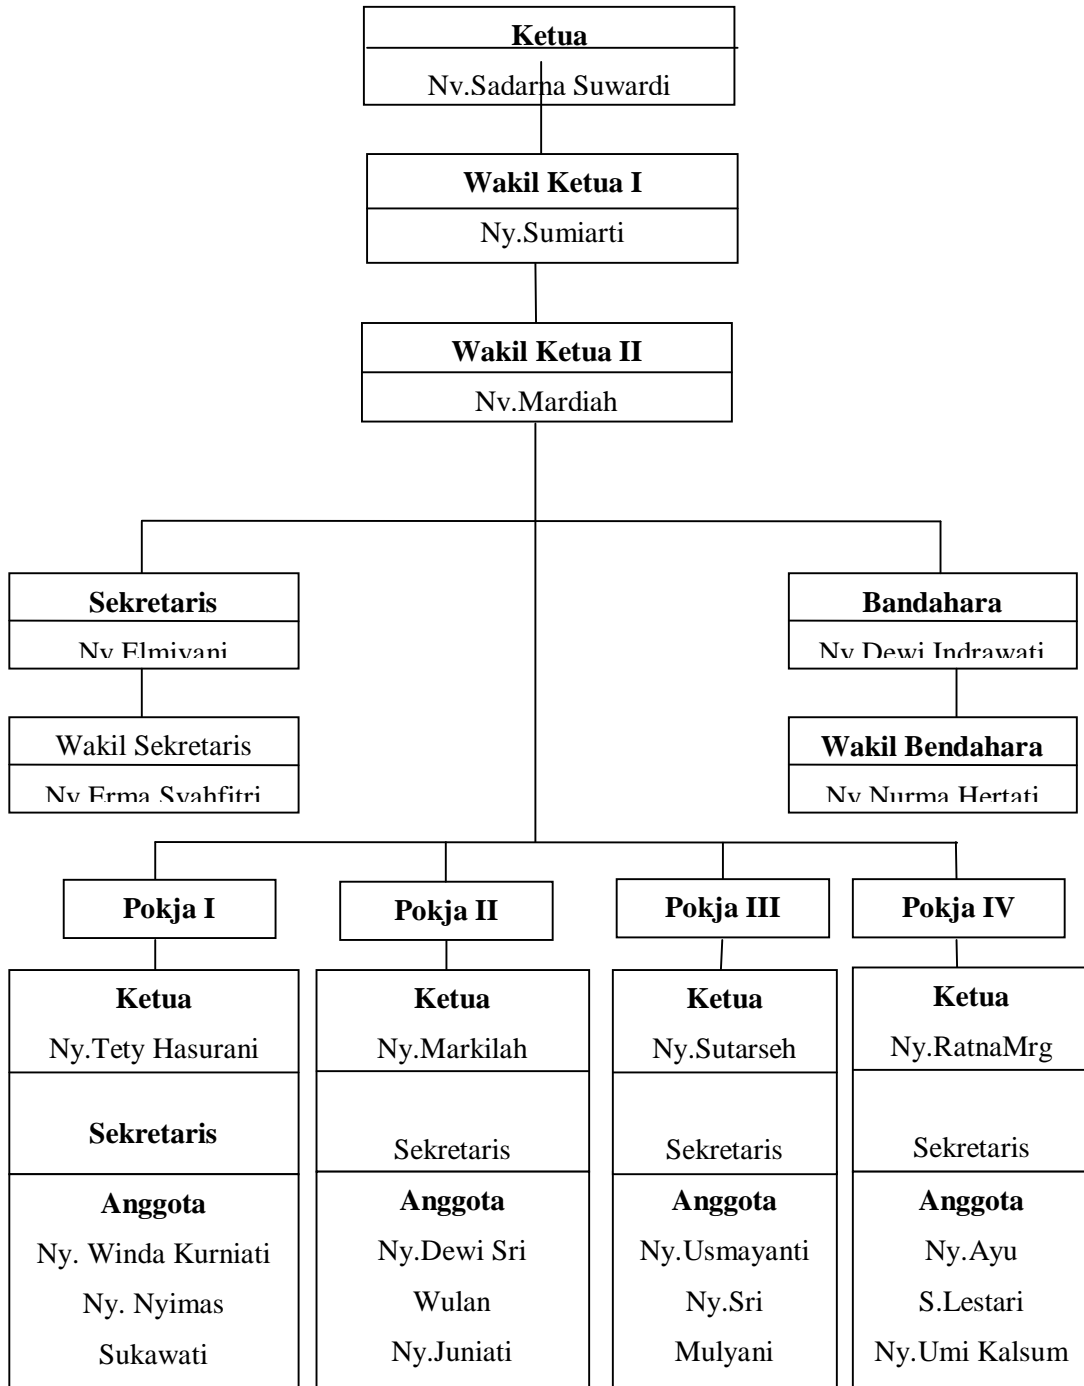 Ketua
Nv.Sadarna Suwardi
Wakil Ketua I
Ny.Sumiarti
Wakil Ketua II
Nv.Mardiah
Sekretaris
Ny Elmiyani
Bandahara
Ny Dewi Indrawati
Wakil Sekretaris
Ny Erma Syahfitri
Wakil Bendahara
Ny Nurma Hertati
Pokja I
Pokja II
Pokja III
Pokja IV
Ketua
Ny.Tety Hasurani
Sekretaris
Anggota
Ny. Winda Kurniati
Ny. Nyimas
Sukawati
Ketua
Ny.Markilah
Sekretaris
Anggota
Ny.Dewi Sri
Wulan
Ny.Juniati
Ketua
Ny.Sutarseh
Sekretaris
Anggota
Ny.Usmayanti
Ny.Sri
Mulyani
Ketua
Ny.RatnaMrg
Sekretaris
Anggota
Ny.Ayu
S.Lestari
Ny.Umi Kalsum